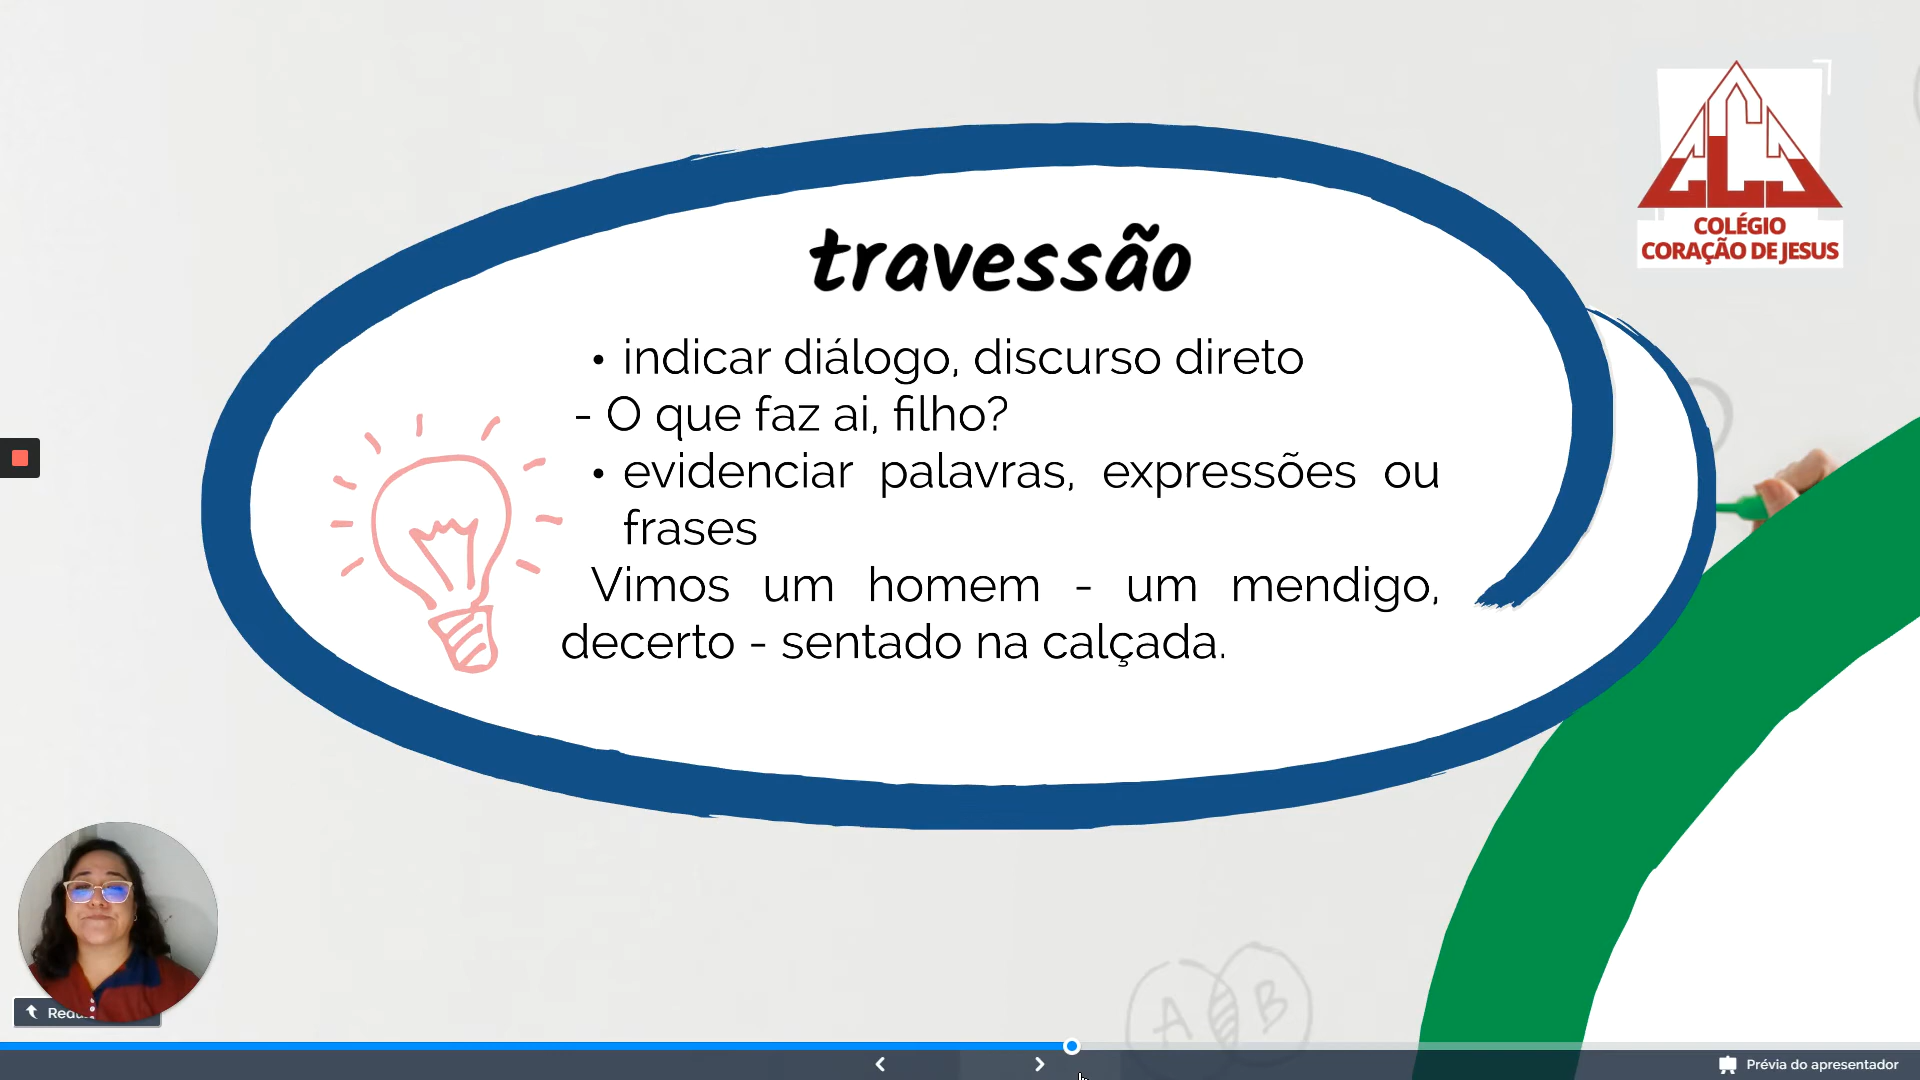 COLÉGIO
CORAÇÃO DE JESUS
travessão
• indicar diálogo, discurso direto
- O que faz ai, filho?
• evidenciar palavras, expressões ou
frases
Vimos um homem - um mendigo,
decerto - sentado na calçada.
A B
Prévia do apresentador